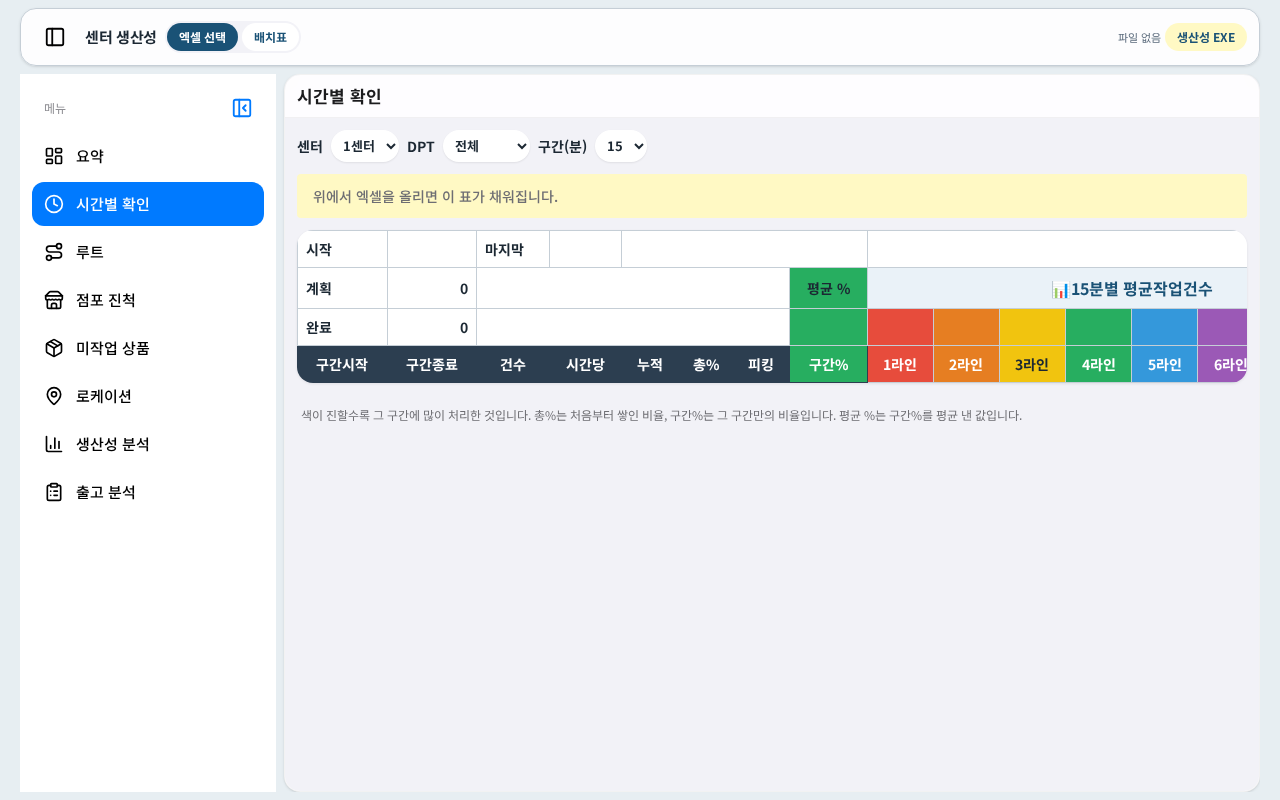 센터 생산성 엑셀 선택 배치표 파일 없음 생산성 EXE
메뉴
요약
시간별 확인
루트
점포 진척
미작업 상품
로케이션
생산성 분석
출고 분석
시간별 확인
센터 1센터 DPT 전체 구간(분) 15
위에서 엑셀을 올리면 이 표가 채워집니다.
시작 마지막
계획 0 평균 % 📊15분별 평균작업건수
완료 0
구간시작 구간종료 건수 시간당 누적 총% 피킹 구간% 1라인 2라인 3라인 4라인 5라인 6라인
색이 진할수록 그 구간에 많이 처리한 것입니다. 총%는 처음부터 쌓인 비율, 구간%는 그 구간만의 비율입니다. 평균 %는 구간%를 평균 낸 값입니다.